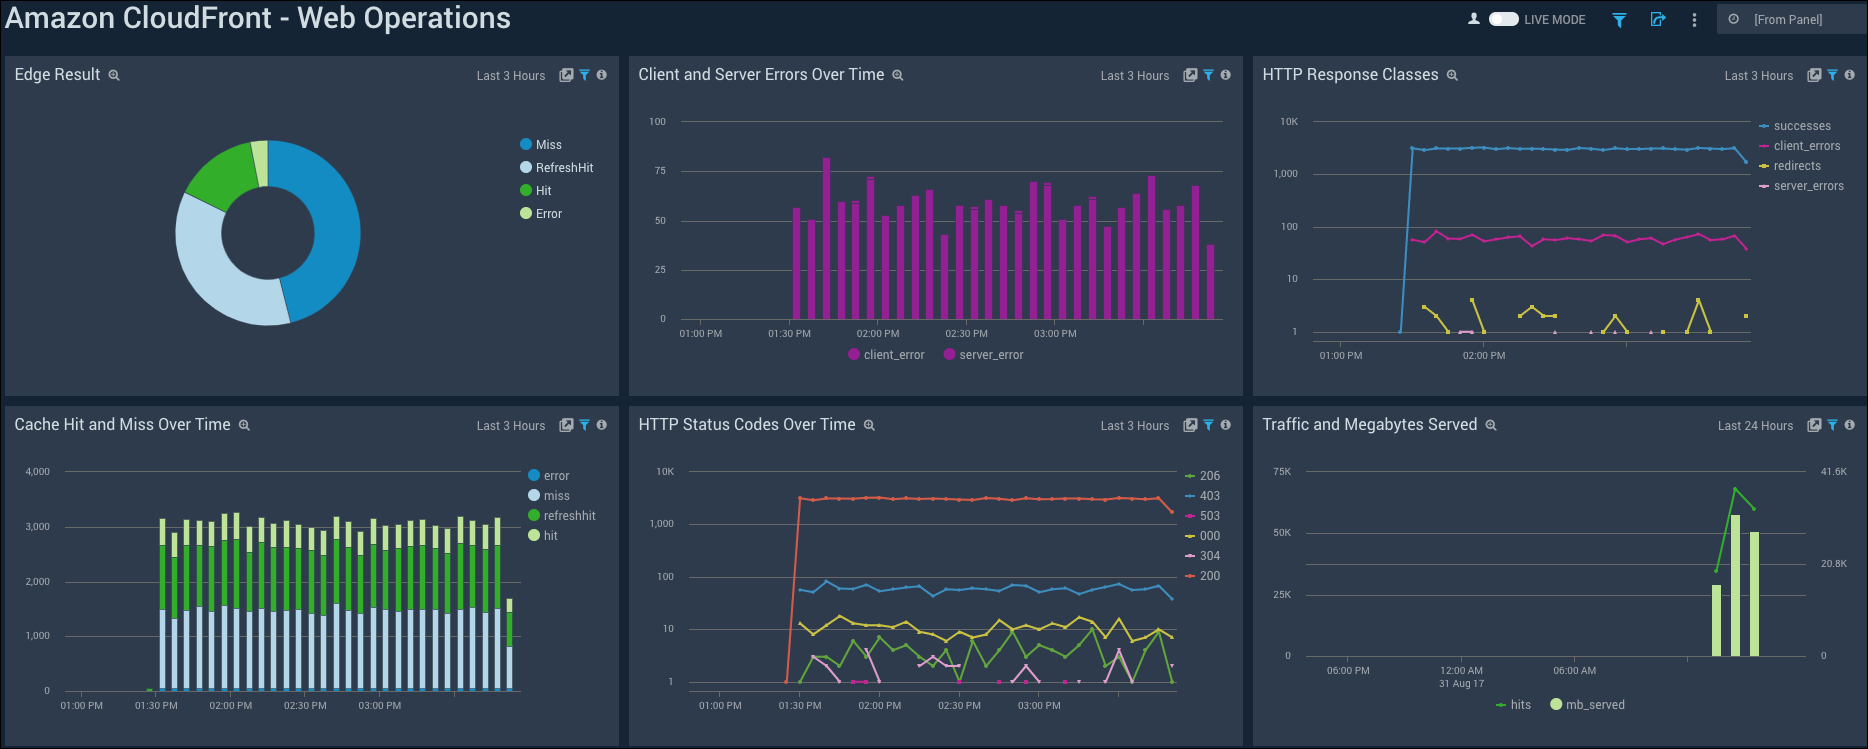 Amazon CloudFront - Web Operations
LIVE MODE
[From Panel]
Edge Result
Last 3 Hours
Miss
RefreshHit
Hit
Error
Client and Server Errors Over Time
Last 3 Hours
100
75
50
25
0
01:00 PM 01:30 PM 02:00 PM 02:30 PM 03:00 PM
client_error server_error
HTTP Response Classes
Last 3 Hours
10K
1,000
100
10
1
01:00 PM 02:00 PM
successes
client_errors
redirects
server_errors
Cache Hit and Miss Over Time
Last 3 Hours
4,000
3,000
2,000
1,000
0
01:00 PM 01:30 PM 02:00 PM 02:30 PM 03:00 PM
error
miss
refreshhit
hit
HTTP Status Codes Over Time
Last 3 Hours
10K
1,000
100
10
1
01:00 PM 01:30 PM 02:00 PM 02:30 PM 03:00 PM
206
403
503
000
304
200
Traffic and Megabytes Served
Last 24 Hours
75K
50K
25K
0
41.6K
20.8K
0
06:00 PM 12:00 AM 06:00 AM
31 Aug 17
hits mb_served